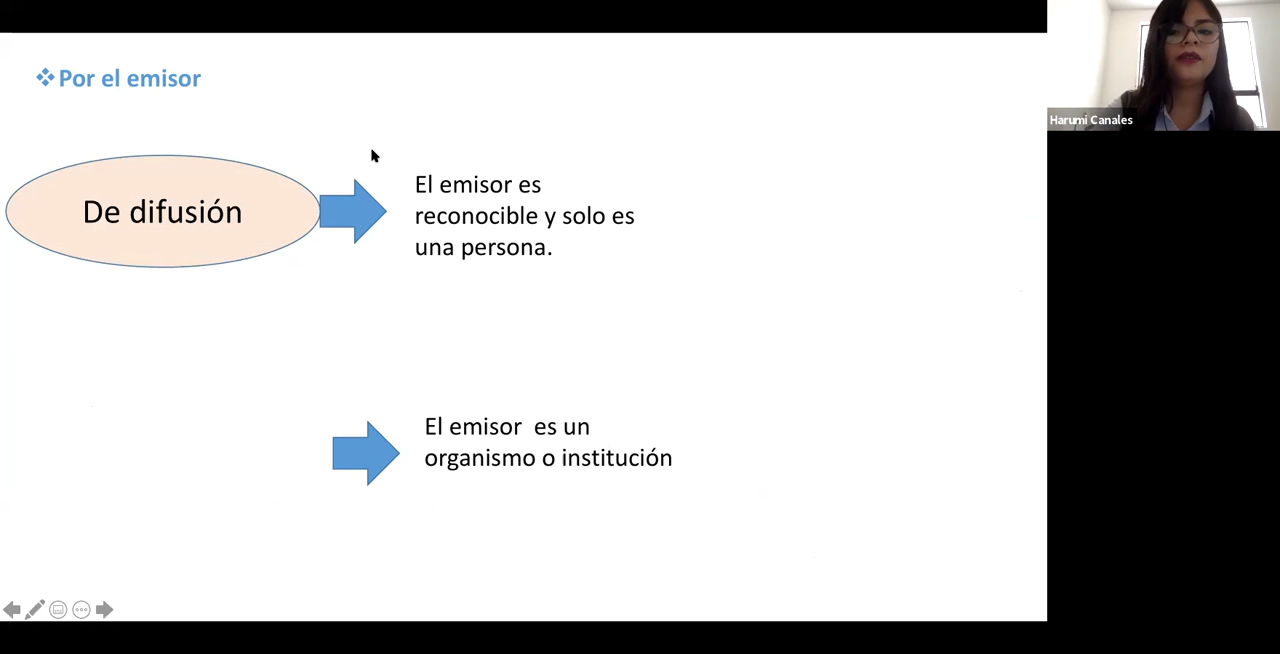 Por el emisor
De difusión
El emisor es
reconocible y solo es
una persona.
El emisor es un
organismo o institución
Harumi Canales